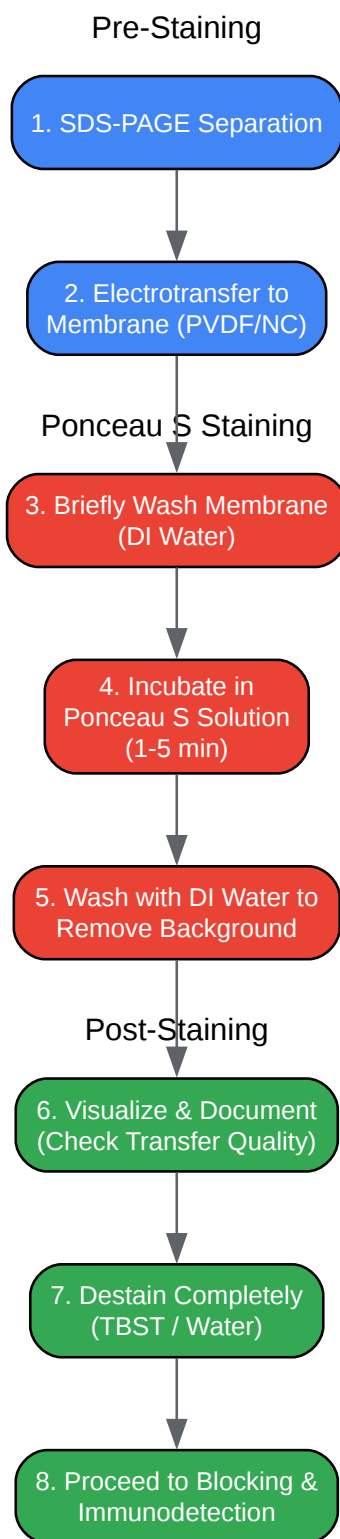 Pre-Staining
1. SDS-PAGE Separation
2. Electrotransfer to
Membrane (PVDF/NC)
Ponceau S Staining
3. Briefly Wash Membrane
(DI Water)
4. Incubate in
Ponceau S Solution
(1-5 min)
5. Wash with DI Water to
Remove Background
Post-Staining
6. Visualize & Document
(Check Transfer Quality)
7. Destain Completely
(TBST / Water)
8. Proceed to Blocking &
Immunodetection